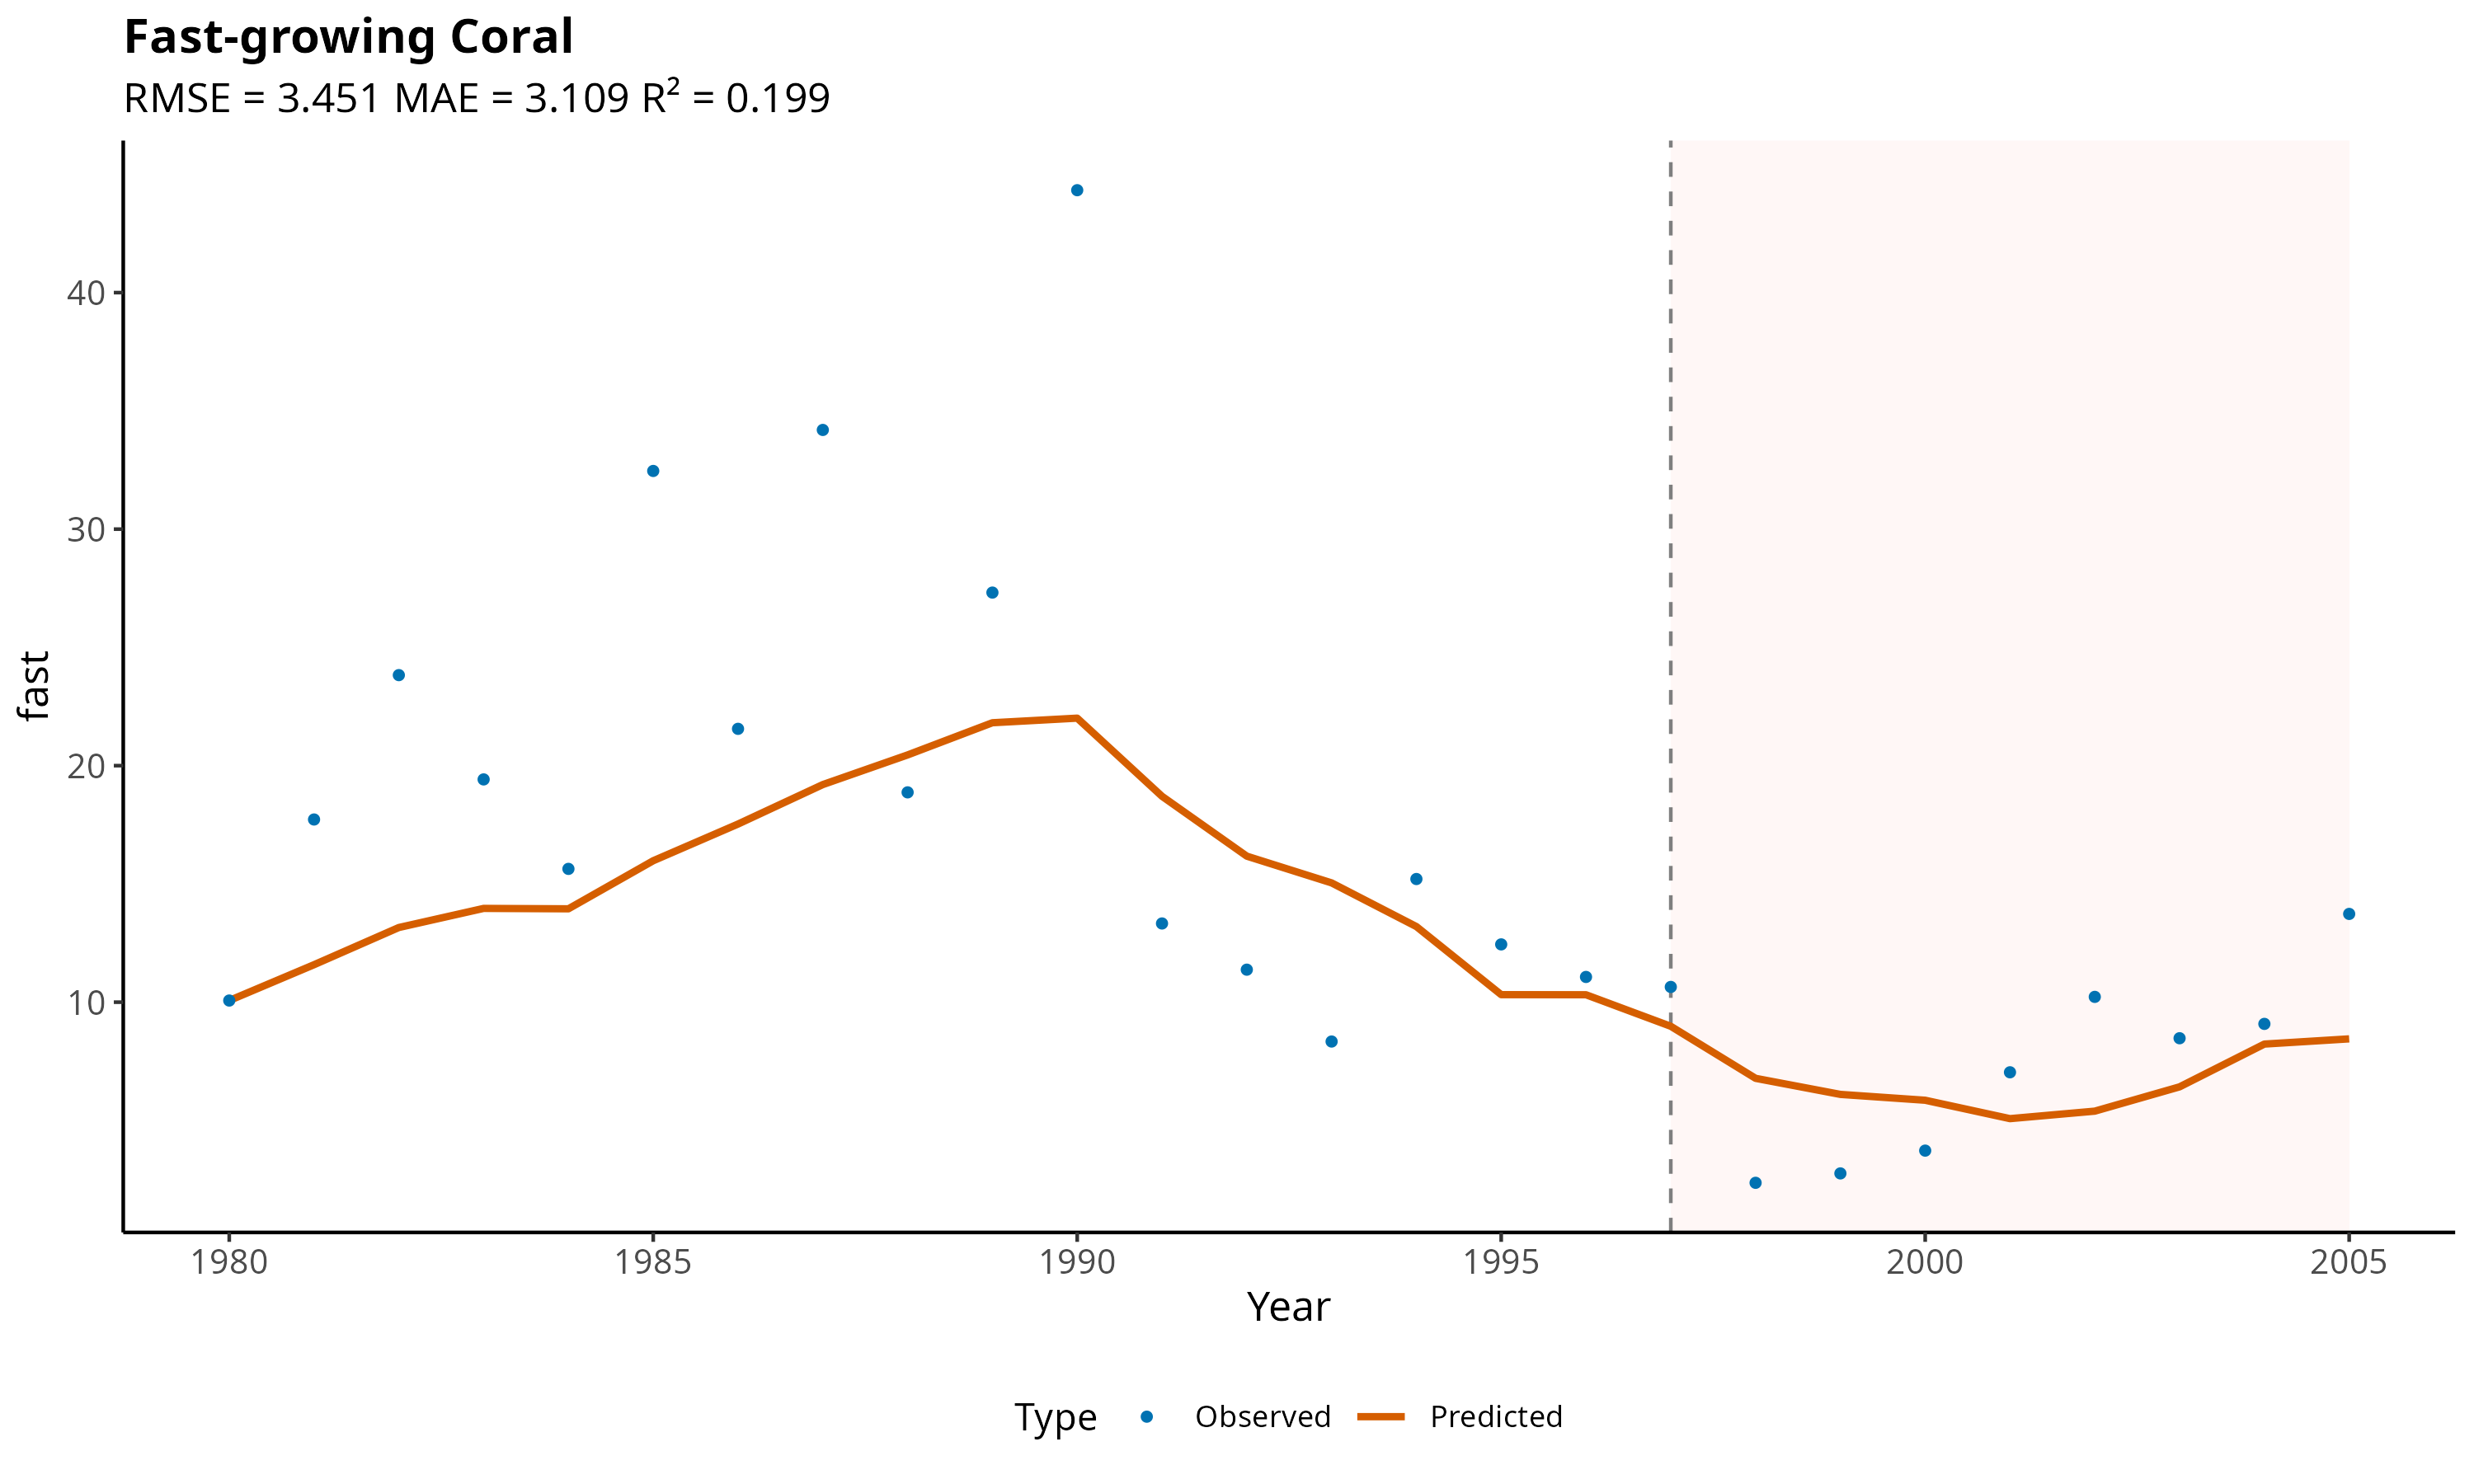 Fast-growing Coral
RMSE = 3.451 MAE = 3.109 R² = 0.199
fast
40
30
20
10
1980 1985 1990 1995 2000 2005
Year
Type Observed Predicted